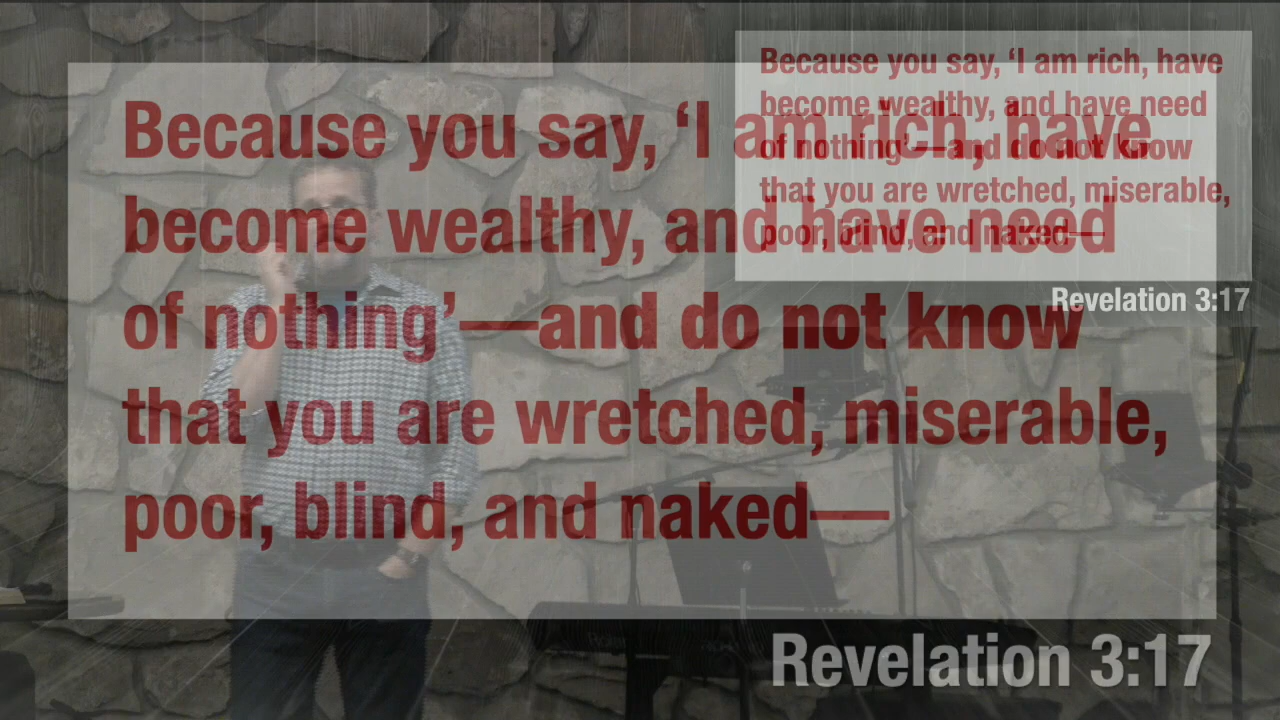 Because you say, ‘I am rich, have
become wealthy, and have need
of nothing’—and do not know
that you are wretched, miserable,
poor, blind, and naked—
Revelation 3:17
Because you say, ‘I am rich, have
become wealthy, and have need
of nothing’—and do not know
that you are wretched, miserable,
poor, blind, and naked—
Revelation 3:17